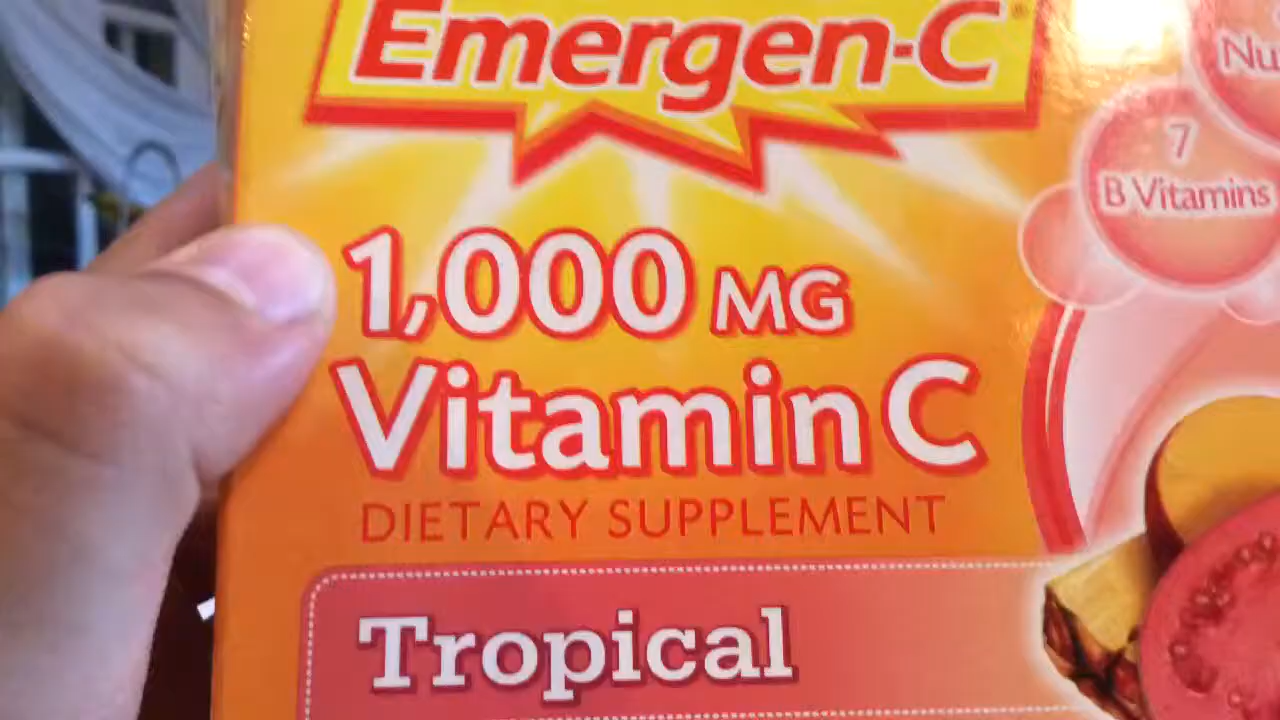 Emergen-C
7
B Vitamins
1,000 MG
Vitamin C
DIETARY SUPPLEMENT
Tropical